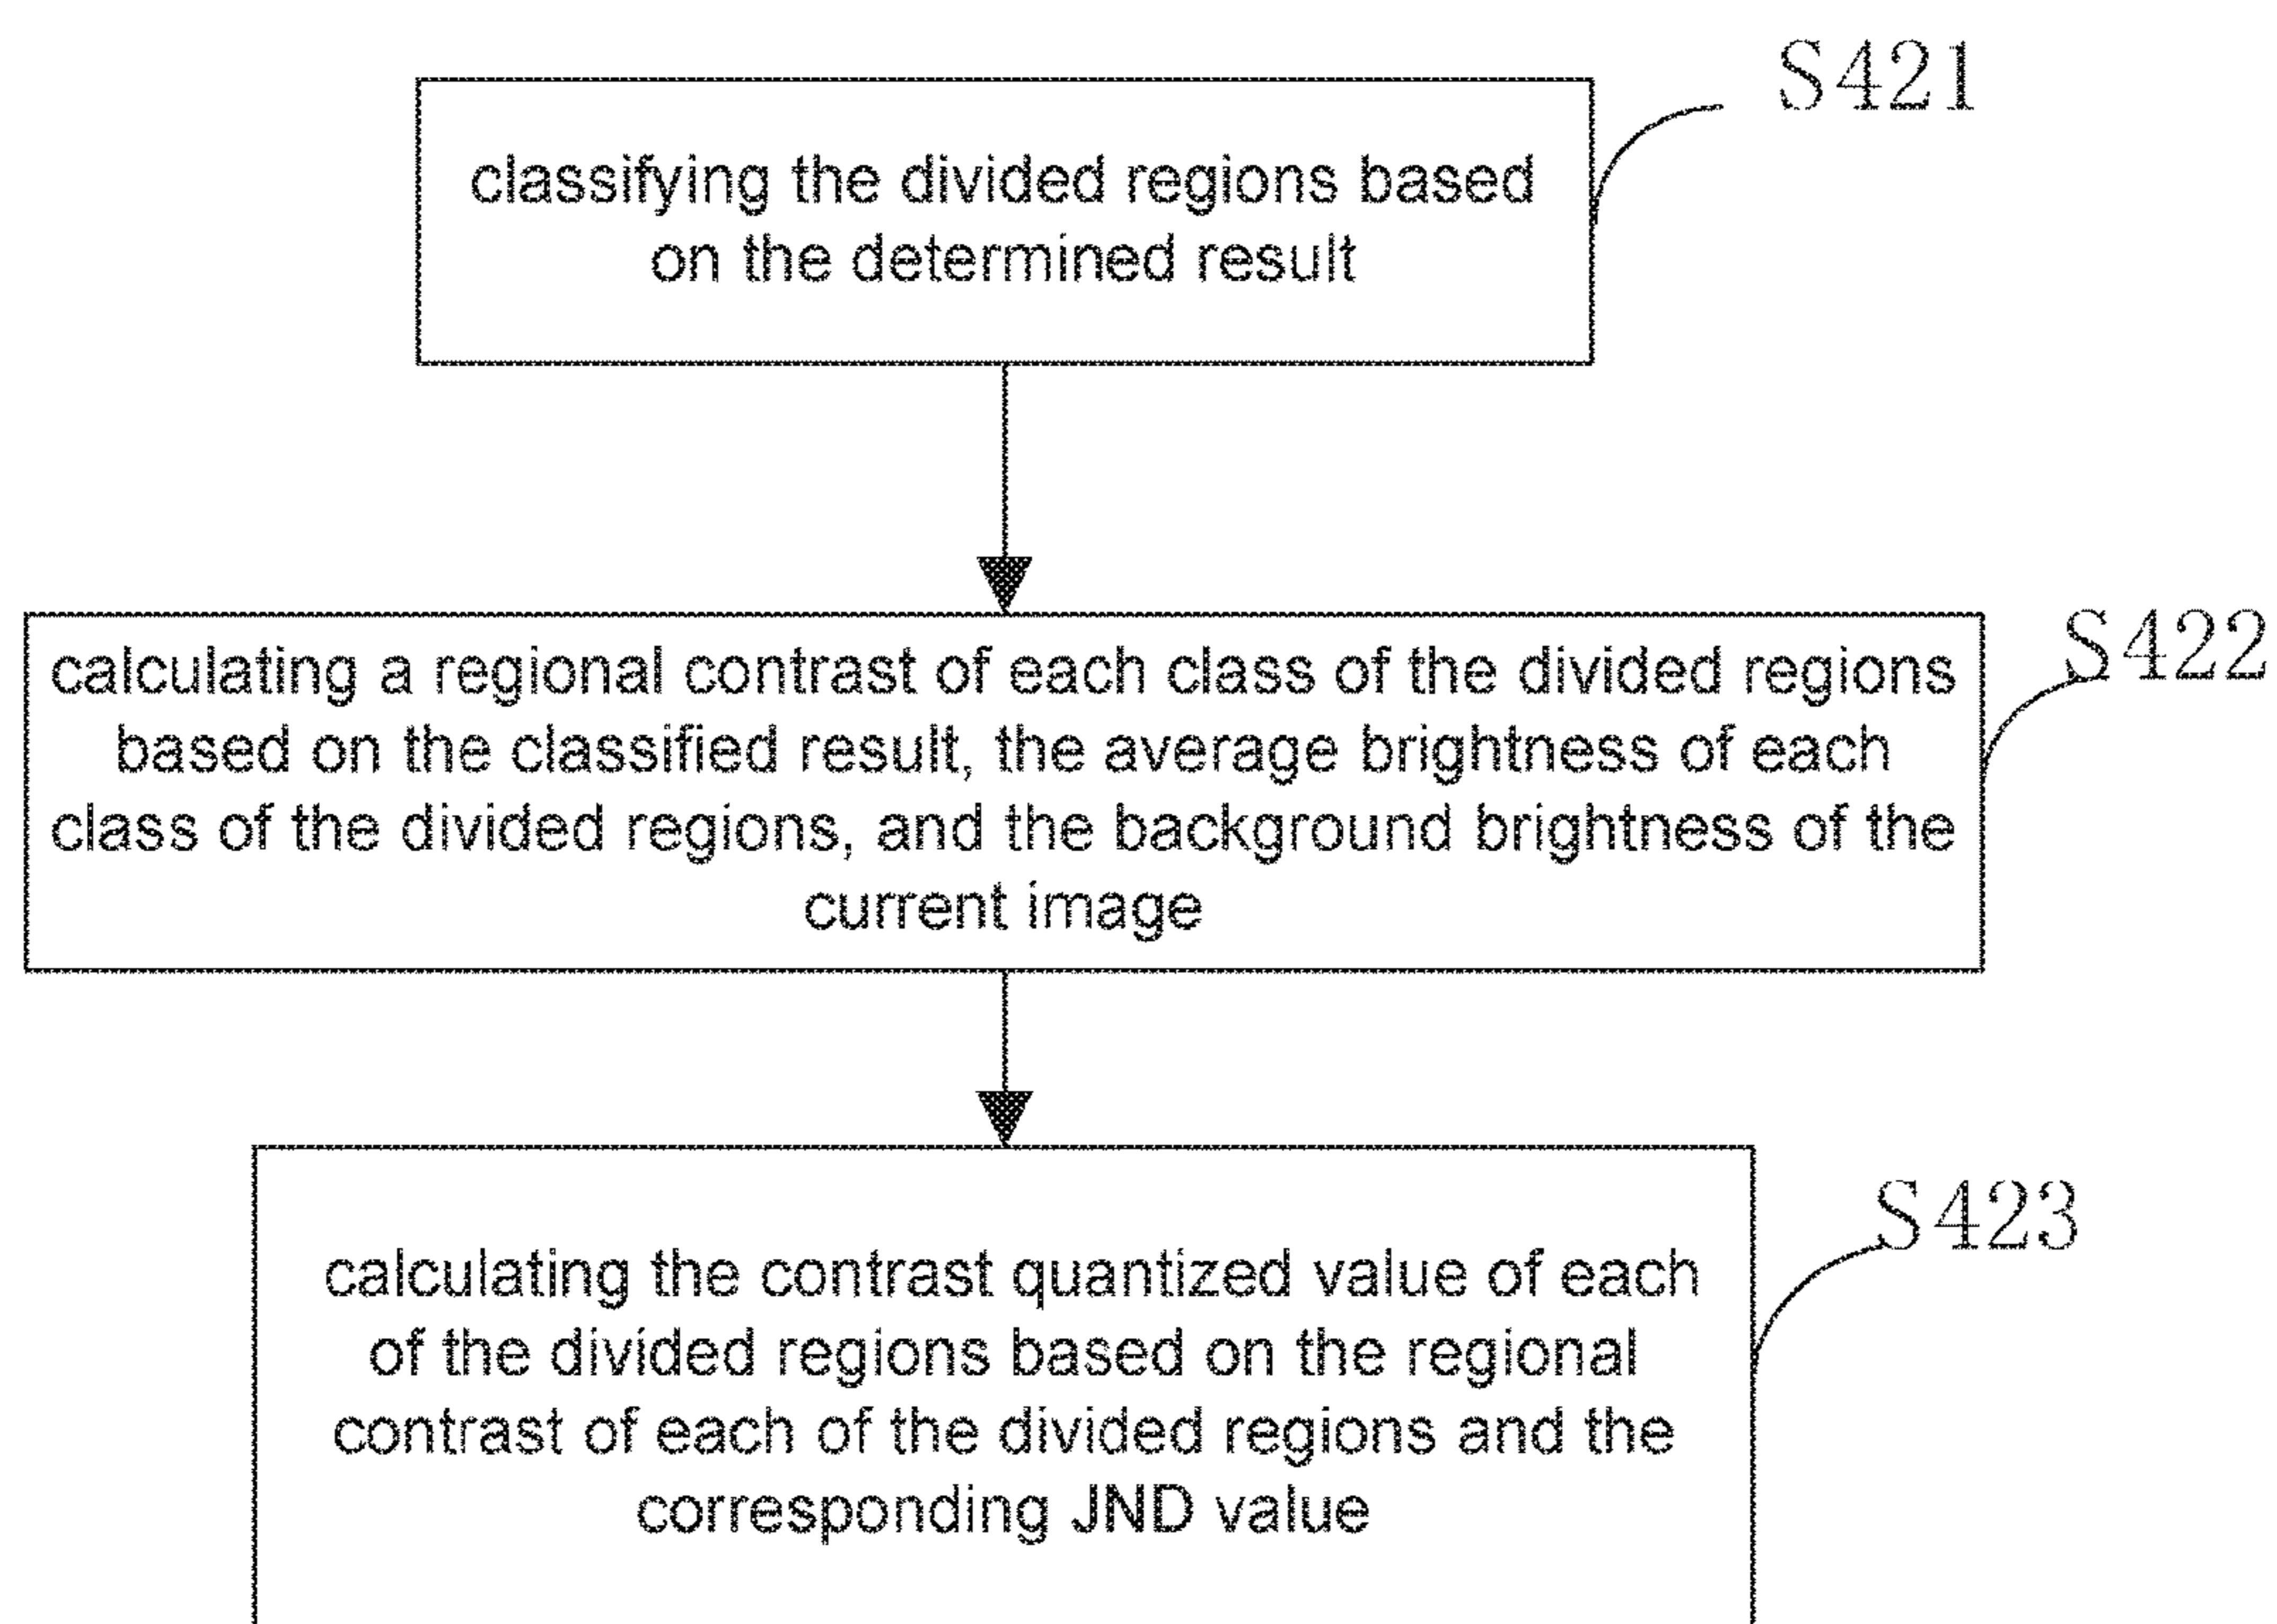 S421
classifying the divided regions based
on the determined result
S422
calculating a regional contrast of each class of the divided regions
based on the classified result, the average brightness of each
class of the divided regions, and the background brightness of the
current image
S423
calculating the contrast quantized value of each
of the divided regions based on the regional
contrast of each of the divided regions and the
corresponding JND value